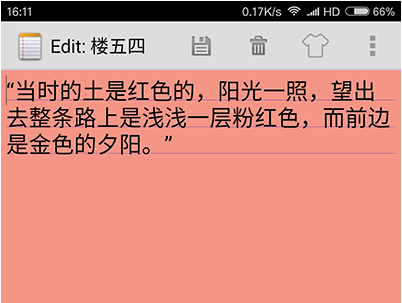 16:11 0.17K/s HD 66%
Edit: 楼五四
“当时的土是红色的，阳光一照，望出
去整条路上是浅浅一层粉红色，而前边
是金色的夕阳。”